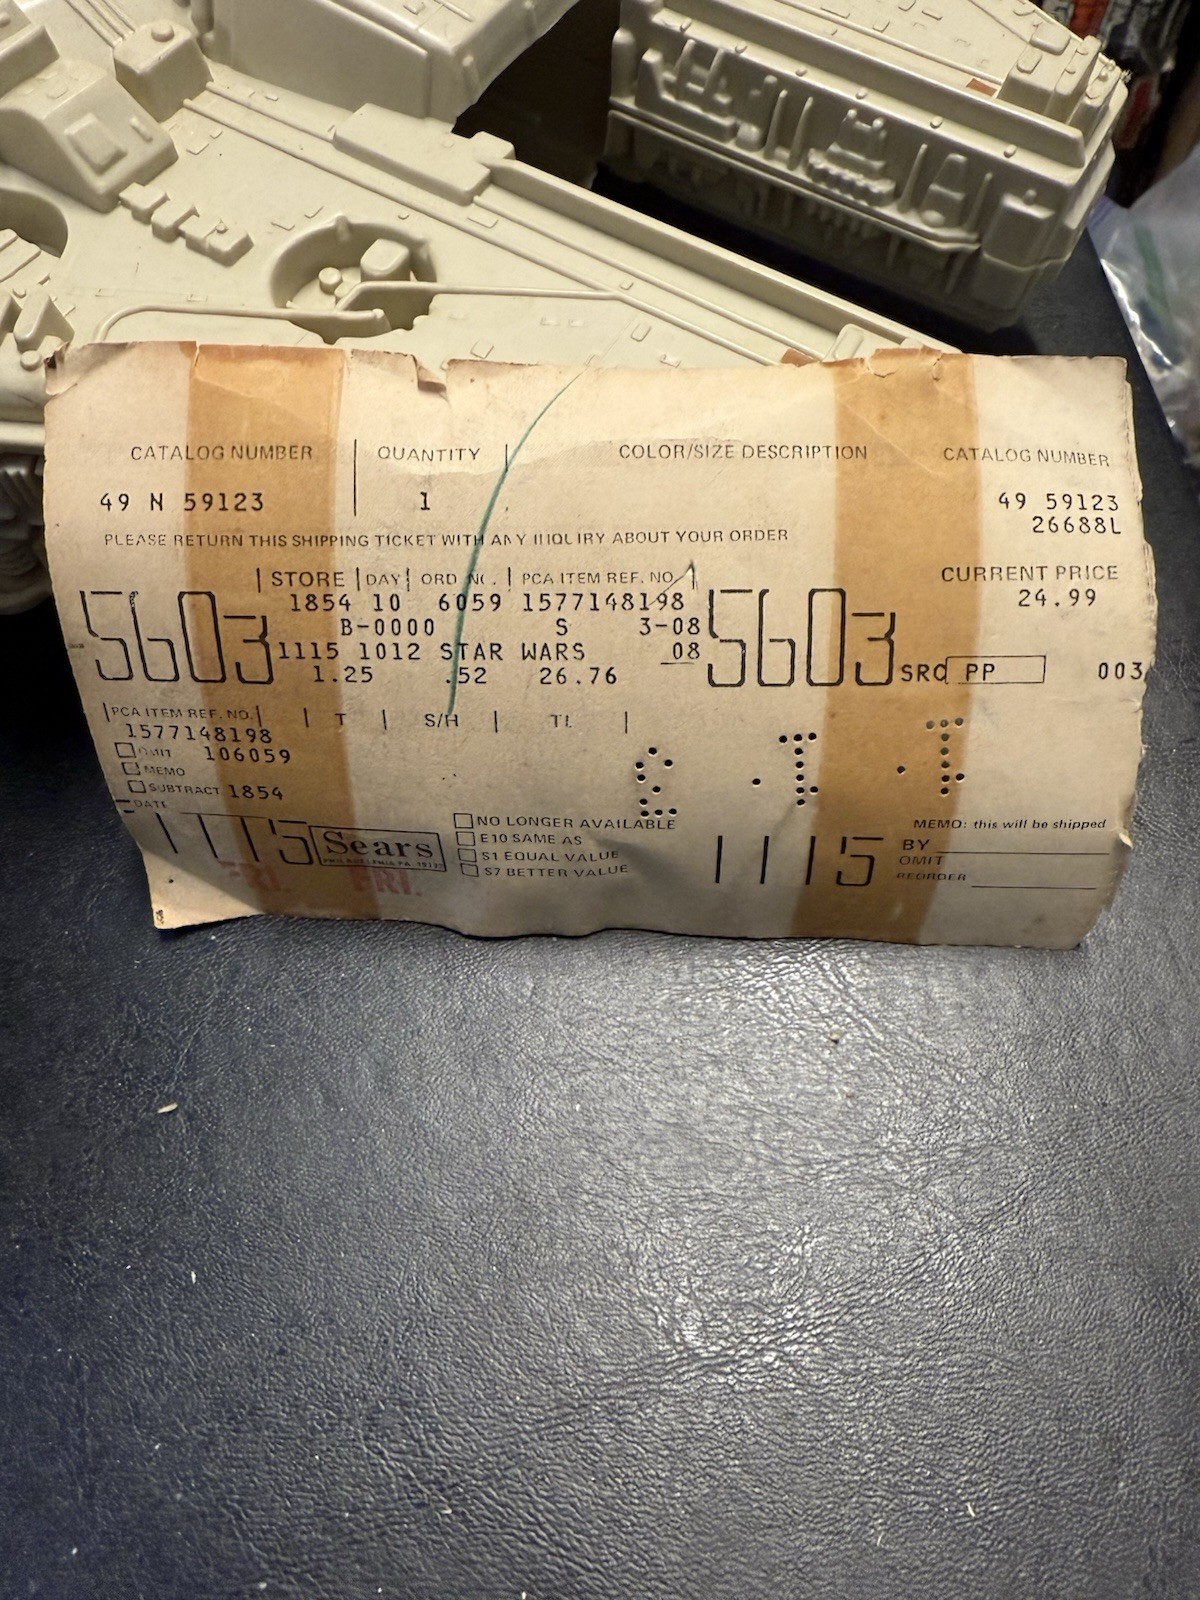 CATALOG NUMBER QUANTITY COLOR/SIZE DESCRIPTION CATALOG NUMBER
49 N 59123 1 49 59123
26688L
PLEASE RETURN THIS SHIPPING TICKET WITH ANY INQUIRY ABOUT YOUR ORDER
STORE DAY ORD NO. PCA ITEM REF. NO. CURRENT PRICE
1854 10 6059 1577148198 24.99
B-0000 S 3-08
5603 1115 1012 STAR WARS 08 5603
1.25 .52 26.76 SRC PP 003
PCA ITEM REF. NO. T S/H TL
1577148198
OMIT 106059
MEMO
SUBTRACT 1854
DATE
NO LONGER AVAILABLE MEMO: this will be shipped
1115 Sears E10 SAME AS 1115 BY
PHILADELPHIA PA. S1 EQUAL VALUE OMIT
S7 BETTER VALUE REORDER
FRI. FRI.